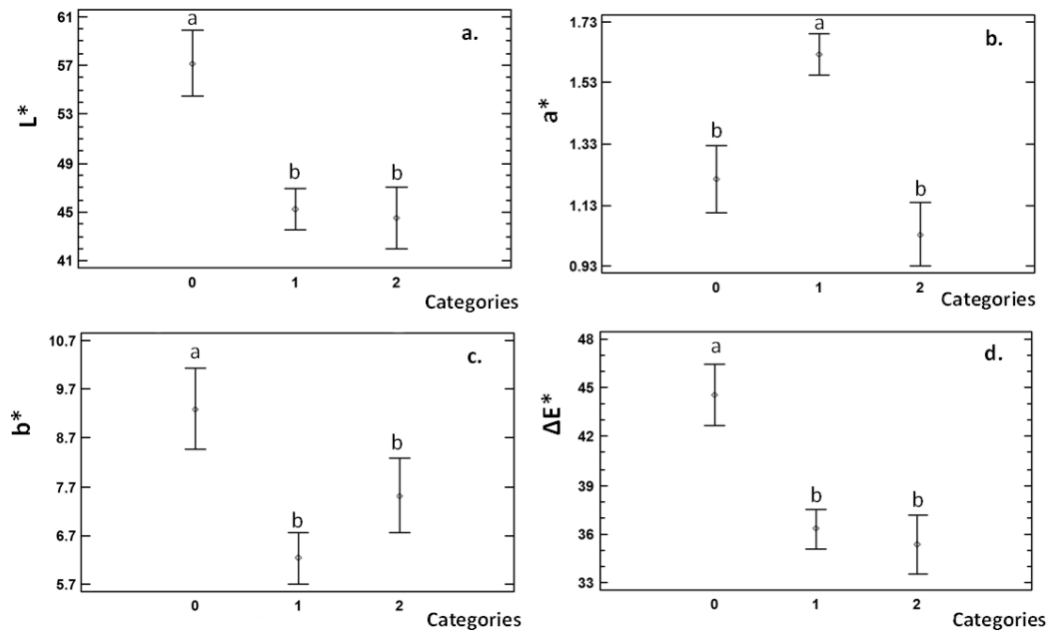 a.
L*
61
57
53
49
45
41
a
b
b
0
1
2
Categories
b.
a*
1.73
1.53
1.33
1.13
0.93
b
a
b
0
1
2
Categories
c.
b*
10.7
9.7
8.7
7.7
6.7
5.7
a
b
b
0
1
2
Categories
d.
ΔE*
48
45
42
39
36
33
a
b
b
0
1
2
Categories